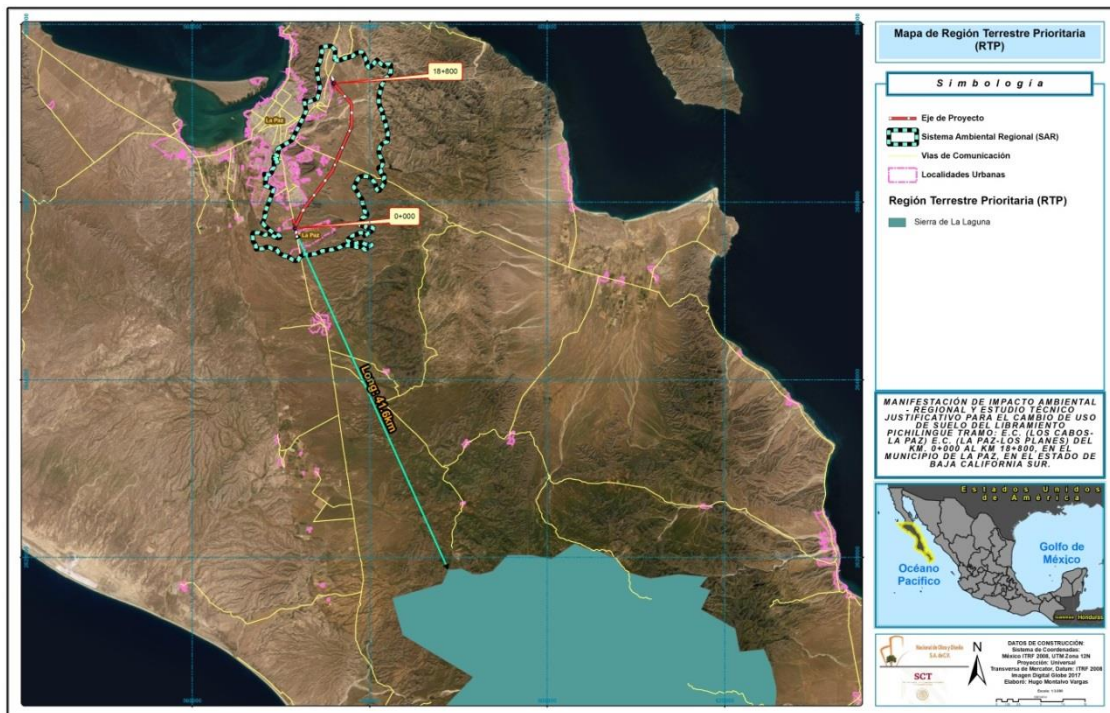 Mapa de Región Terrestre Prioritaria
(RTP)
Simbología
Eje de Proyecto
Sistema Ambiental Regional (SAR)
Vias de Comunicación
Localidades Urbanas
Región Terrestre Prioritaria (RTP)
Sierra de La Laguna
18+800
La Paz
0+000
La Paz
Long: 41.6km
MANIFESTACIÓN DE IMPACTO AMBIENTAL
- REGIONAL Y ESTUDIO TÉCNICO
JUSTIFICATIVO PARA EL CAMBIO DE USO
DE SUELO DEL LIBRAMIENTO
PICHILINGUE TRAMO: E.C. (LOS CABOS-
LA PAZ) E.C. (LA PAZ-LOS PLANES) DEL
KM. 0+000 AL KM 18+800, EN EL
MUNICIPIO DE LA PAZ, EN EL ESTADO DE
BAJA CALIFORNIA SUR.
Estados Unidos
de América
Golfo de
México
Océano
Pacífico
Honduras
SCT
N
DATOS DE CONSTRUCCIÓN:
Sistema de Coordenadas:
México ITRF 2008, UTM Zona 12N
Proyección: Universal
Transversa de Mercator, Datum: ITRF 2008
Imagen Digital Globe 2017
Elaboró: Hugo Montalvo Vargas